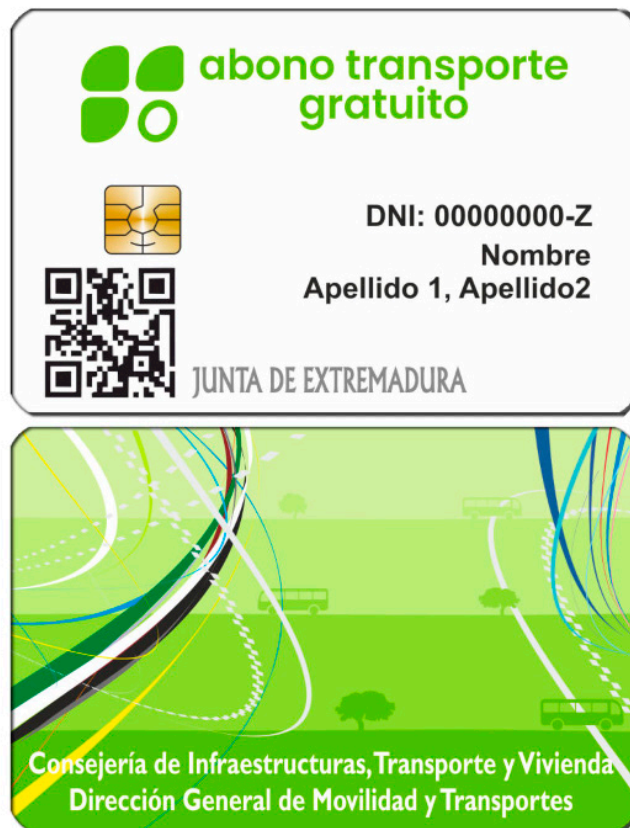 abono transporte
gratuito
DNI: 00000000-Z
Nombre
Apellido 1, Apellido2
JUNTA DE EXTREMADURA
Consejería de Infraestructuras, Transporte y Vivienda
Dirección General de Movilidad y Transportes